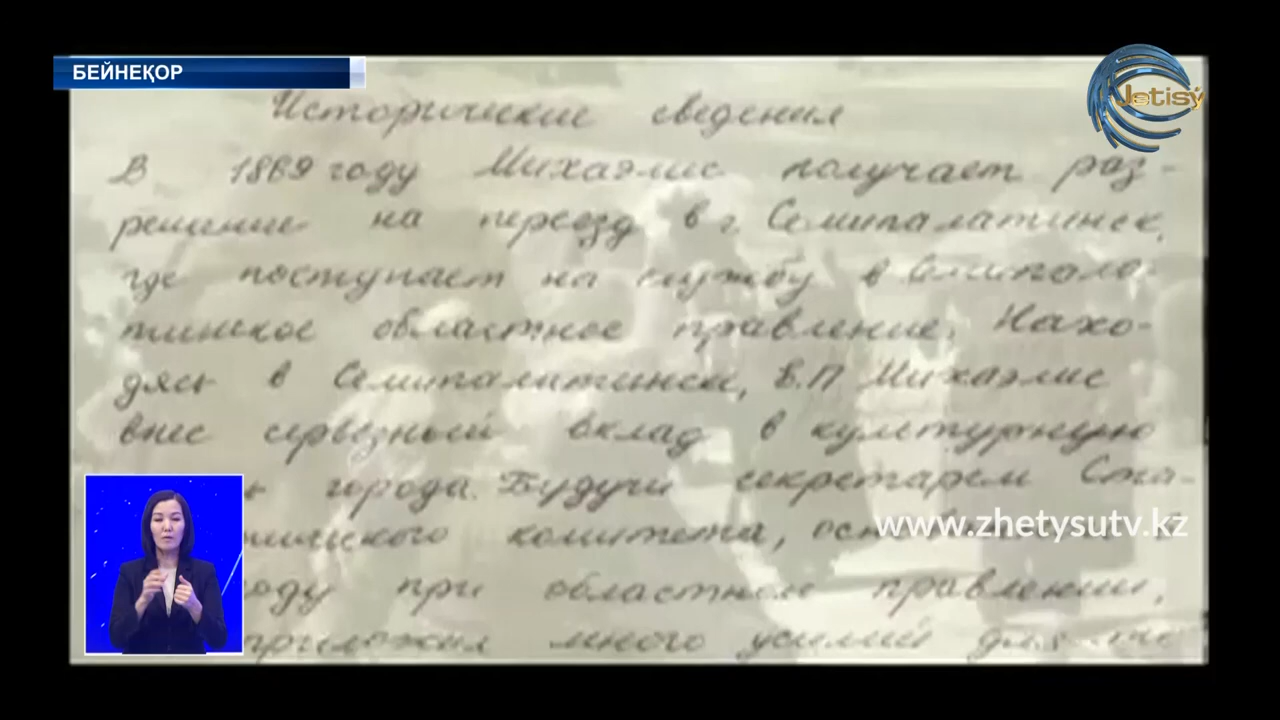 БЕЙНЕҚОР
Jetisý
Исторические сведения
В 1869 году Михаэлис получает раз-
решение на переезд в г. Семипалатинск,
где поступает на службу в Семипала-
тинское областное правление. Нахо-
дясь в Семипалатинске, Е.П. Михаэлис
внес серьезный вклад в культурную
города. Будучи секретарем Ста-
комитета,
www.zhetysutv.kz
году при областном правлении,
приложил много усилий для